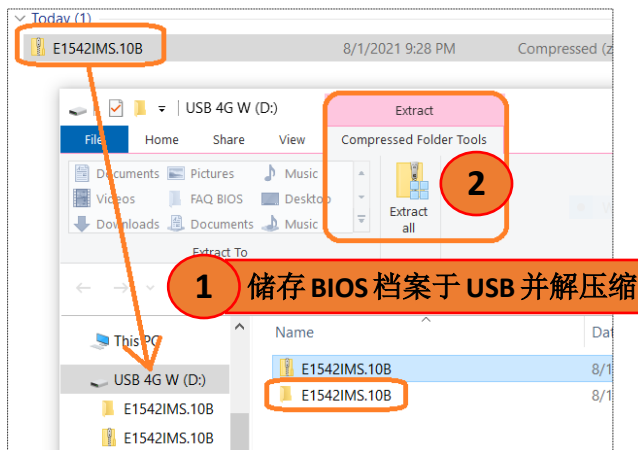 Today (1)
E1542IMS.10B 8/1/2021 9:28 PM Compressed (z
USB 4G W (D:) Extract
File Home Share View Compressed Folder Tools
Documents Pictures Music
Videos FAQ BIOS Desktop
Downloads Documents Music
Extract all
2
Extract To
1 储存 BIOS 档案于 USB 并解压缩
This PC Name Dat
USB 4G W (D:) E1542IMS.10B 8/1
E1542IMS.10B E1542IMS.10B 8/1
E1542IMS.10B